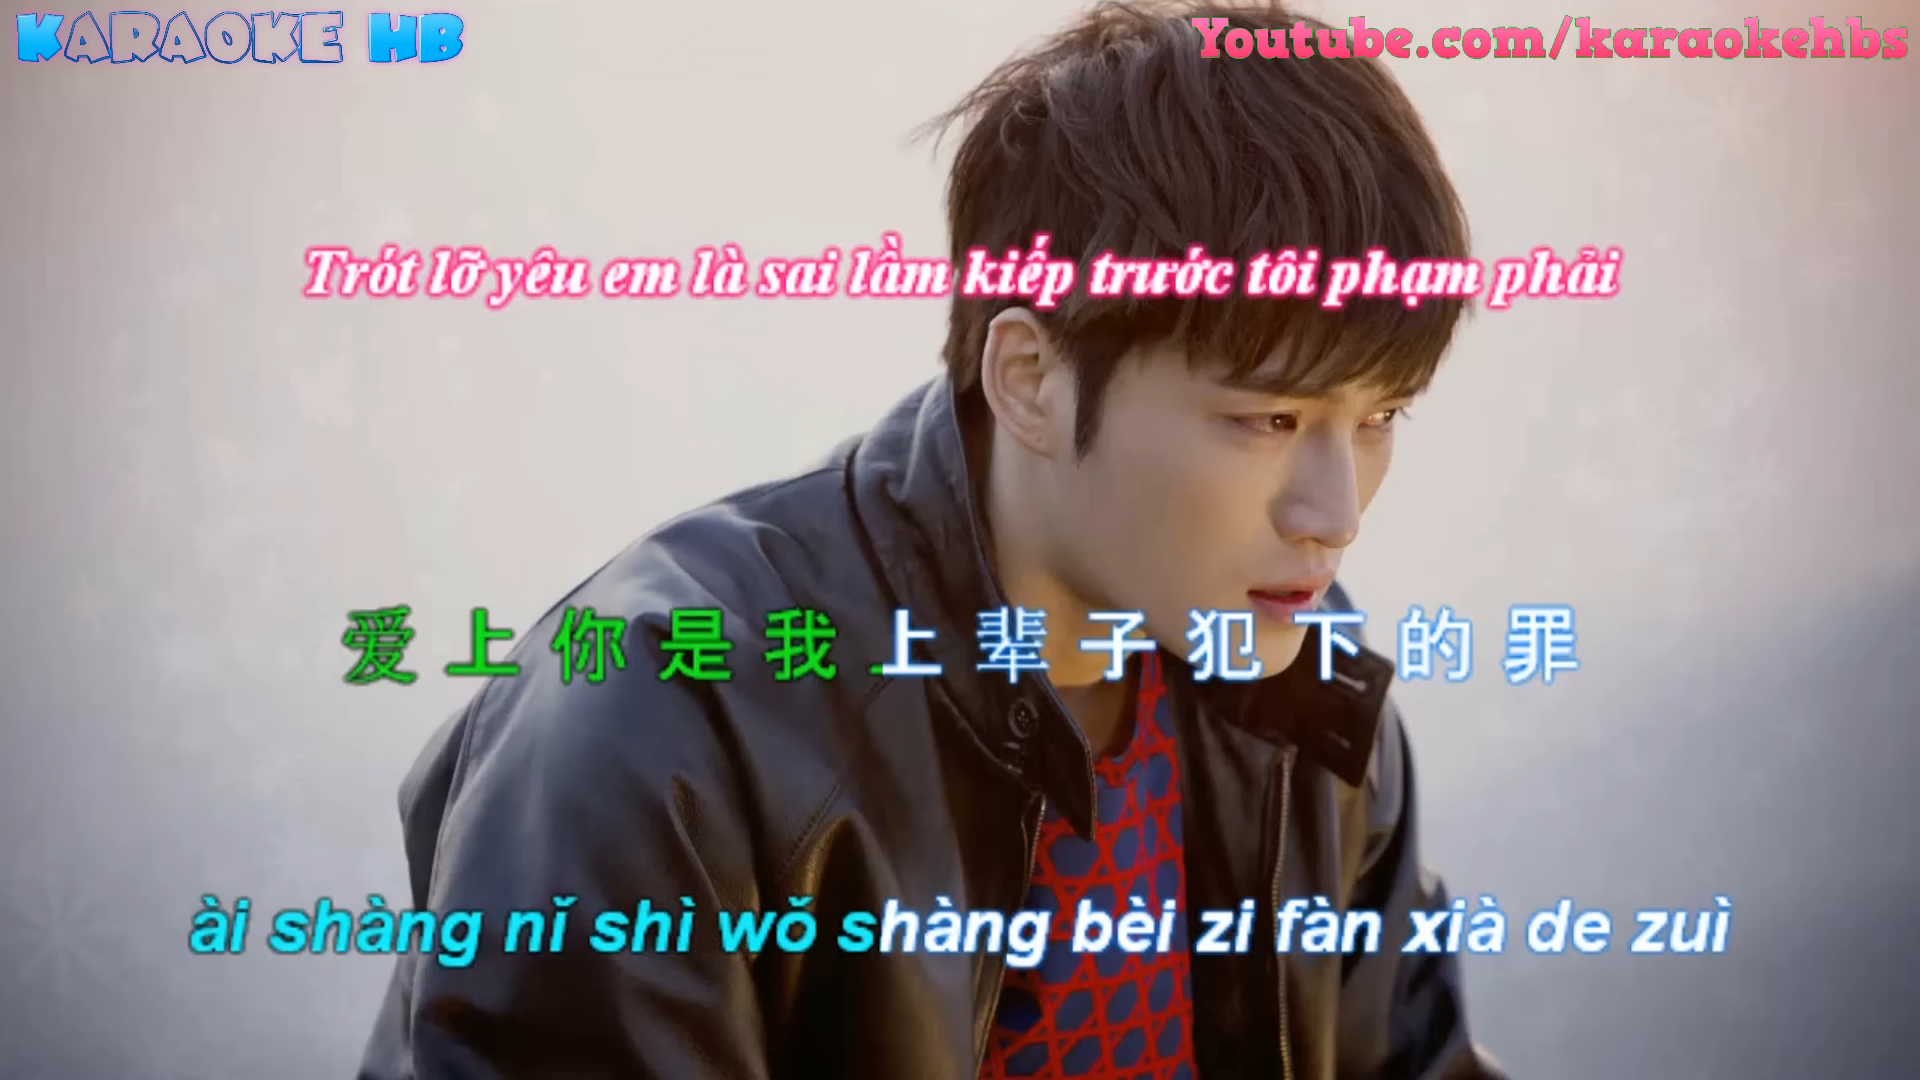 KARAOKE HB
Youtube.com/karaokehbs
Trót lỡ yêu em là sai lầm kiếp trước tôi phạm phải
爱上你是我上辈子犯下的罪
ài shàng nǐ shì wǒ shàng bèi zi fàn xià de zuì